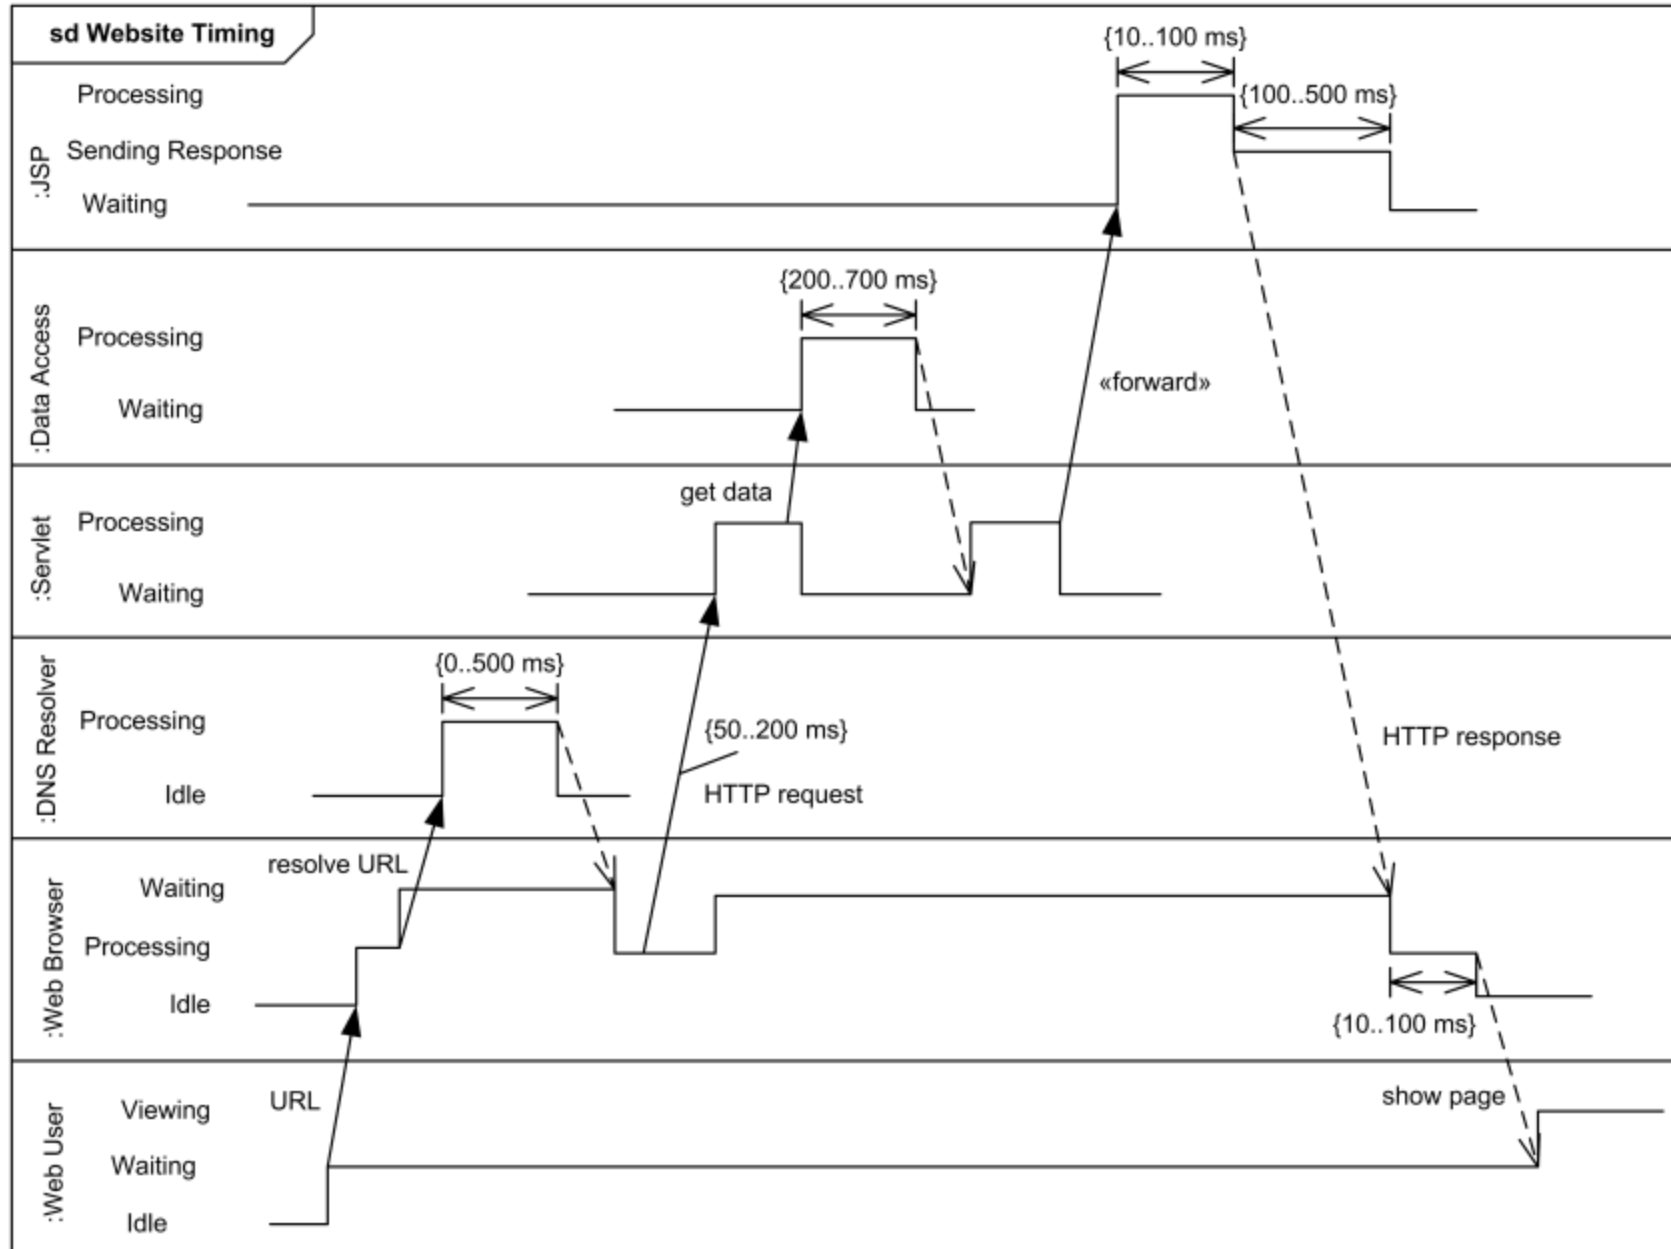 sd Website Timing
{10..100 ms}
{100..500 ms}
:JSP
Processing
Sending Response
Waiting
:Data Access
{200..700 ms}
Processing
Waiting
«forward»
:Servlet
get data
Processing
Waiting
:DNS Resolver
{0..500 ms}
Processing
{50..200 ms}
HTTP response
Idle
HTTP request
:Web Browser
resolve URL
Waiting
Processing
Idle
{10..100 ms}
:Web User
URL
show page
Viewing
Waiting
Idle